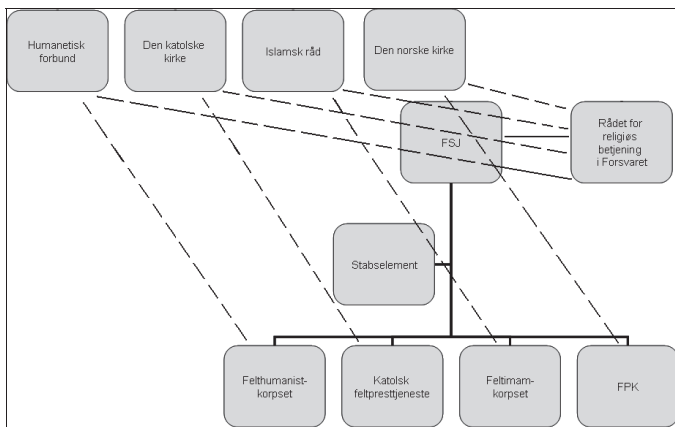 Humanetisk
forbund
Den katolske
kirke
Islamsk råd
Den norske kirke
FSJ
Rådet for
religiøs
betjening
i Forsvaret
Stabselement
Felthumanist-
korpset
Katolsk
feltpresttjeneste
Feltimam-
korpset
FPK